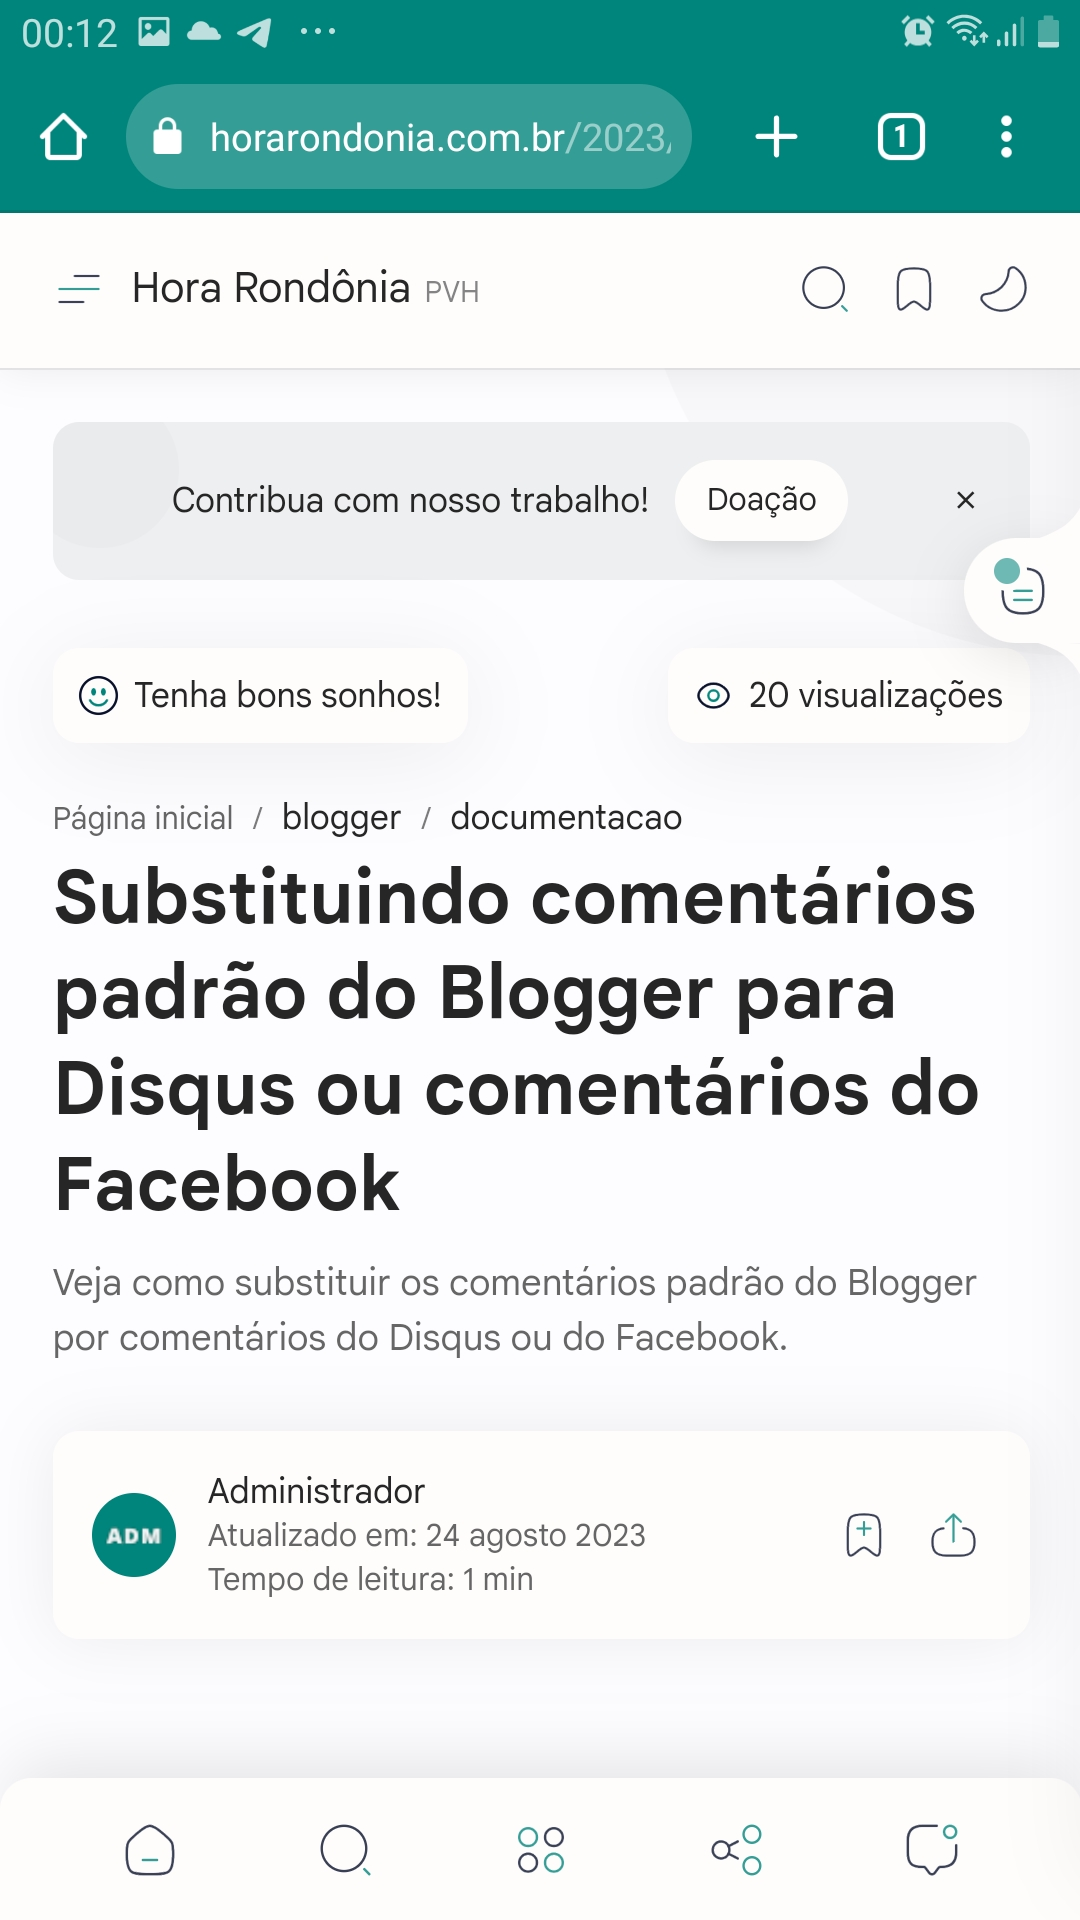 00:12
horarondonia.com.br/2023/
1
Hora Rondônia PVH
Contribua com nosso trabalho! Doação ×
Tenha bons sonhos! 20 visualizações
Página inicial / blogger / documentacao
Substituindo comentários
padrão do Blogger para
Disqus ou comentários do
Facebook
Veja como substituir os comentários padrão do Blogger
por comentários do Disqus ou do Facebook.
ADM
Administrador
Atualizado em: 24 agosto 2023
Tempo de leitura: 1 min